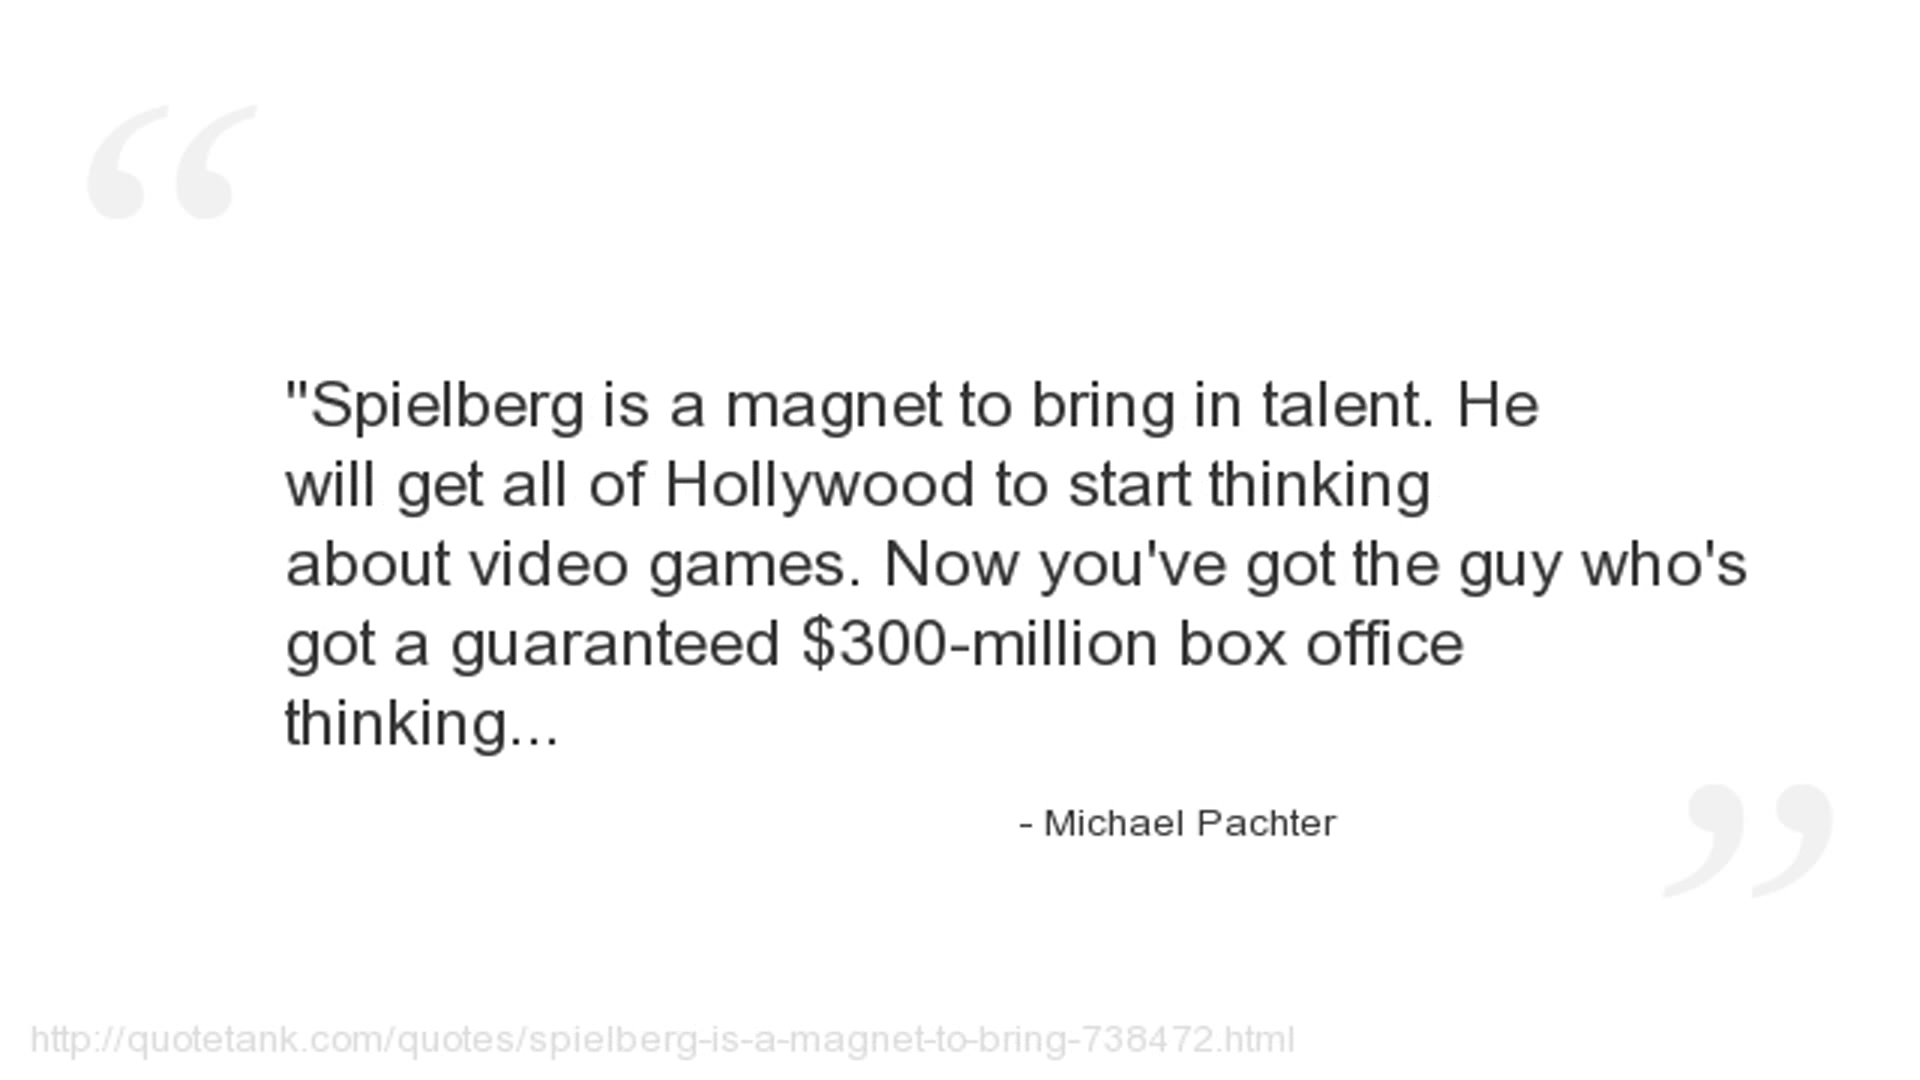 "Spielberg is a magnet to bring in talent. He
will get all of Hollywood to start thinking
about video games. Now you've got the guy who's
got a guaranteed $300-million box office
thinking...
- Michael Pachter
http://quotetank.com/quotes/spielberg-is-a-magnet-to-bring-738472.html